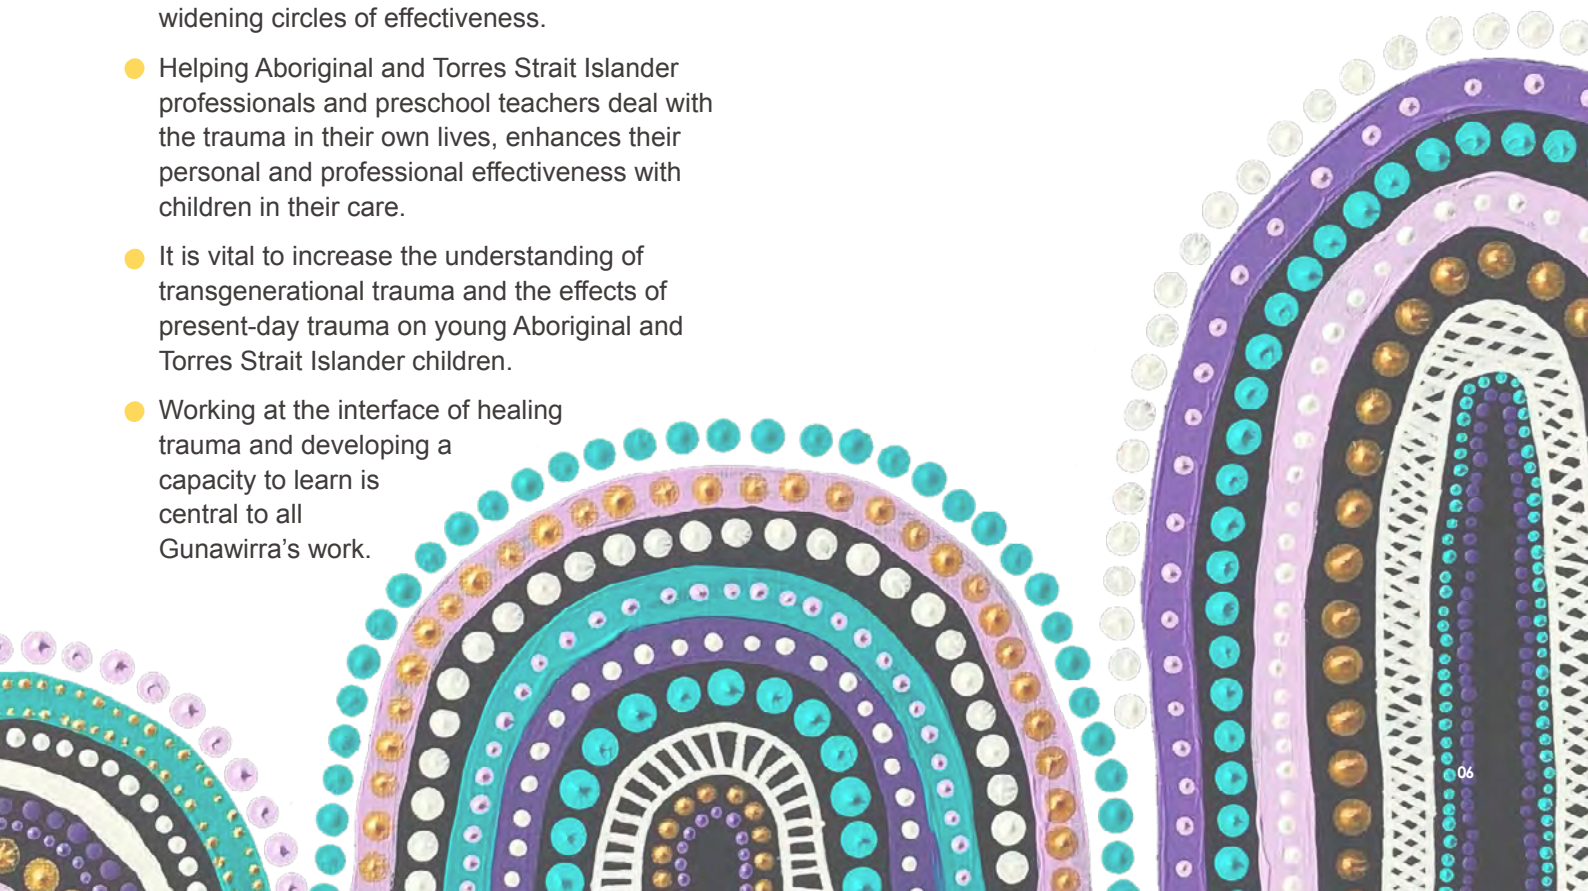 widening circles of effectiveness.
Helping Aboriginal and Torres Strait Islander
professionals and preschool teachers deal with
the trauma in their own lives, enhances their
personal and professional effectiveness with
children in their care.
It is vital to increase the understanding of
transgenerational trauma and the effects of
present-day trauma on young Aboriginal and
Torres Strait Islander children.
Working at the interface of healing
trauma and developing a
capacity to learn is
central to all
Gunawirra’s work.
06